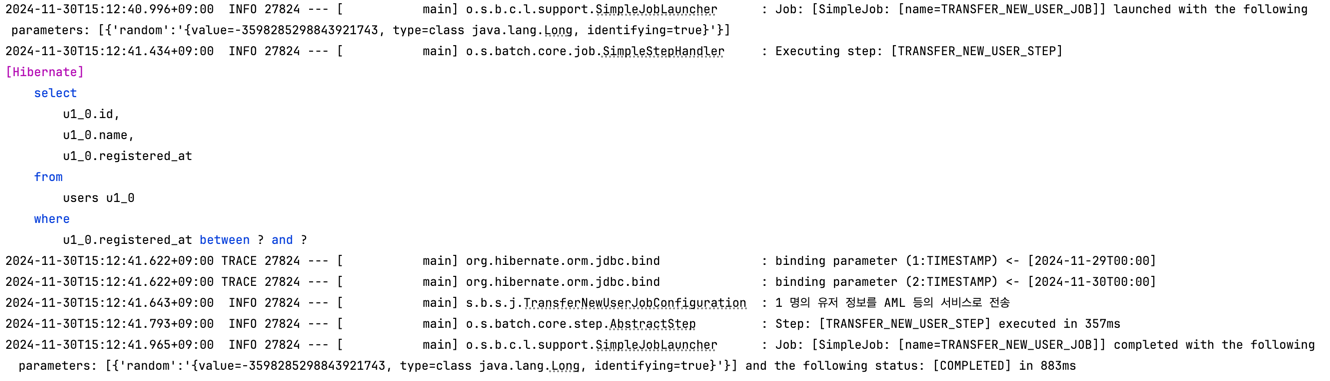 2024-11-30T15:12:40.996+09:00  INFO 27824 --- [           main] o.s.b.c.l.support.SimpleJobLauncher      : Job: [SimpleJob: [name=TRANSFER_NEW_USER_JOB]] launched with the following
parameters: [{'random':'{value=-3598285298843921743, type=class java.lang.Long, identifying=true}'}]
2024-11-30T15:12:41.434+09:00  INFO 27824 --- [           main] o.s.batch.core.job.SimpleStepHandler     : Executing step: [TRANSFER_NEW_USER_STEP]
[Hibernate]
    select
        u1_0.id,
        u1_0.name,
        u1_0.registered_at
    from
        users u1_0
    where
        u1_0.registered_at between ? and ?
2024-11-30T15:12:41.622+09:00 TRACE 27824 --- [           main] org.hibernate.orm.jdbc.bind              : binding parameter (1:TIMESTAMP) <- [2024-11-29T00:00]
2024-11-30T15:12:41.622+09:00 TRACE 27824 --- [           main] org.hibernate.orm.jdbc.bind              : binding parameter (2:TIMESTAMP) <- [2024-11-30T00:00]
2024-11-30T15:12:41.643+09:00  INFO 27824 --- [           main] s.b.s.j.TransferNewUserJobConfiguration  : 1 명의 유저 정보를 AML 등의 서비스로 전송
2024-11-30T15:12:41.793+09:00  INFO 27824 --- [           main] o.s.batch.core.step.AbstractStep         : Step: [TRANSFER_NEW_USER_STEP] executed in 357ms
2024-11-30T15:12:41.965+09:00  INFO 27824 --- [           main] o.s.b.c.l.support.SimpleJobLauncher      : Job: [SimpleJob: [name=TRANSFER_NEW_USER_JOB]] completed with the following
parameters: [{'random':'{value=-3598285298843921743, type=class java.lang.Long, identifying=true}'}] and the following status: [COMPLETED] in 883ms